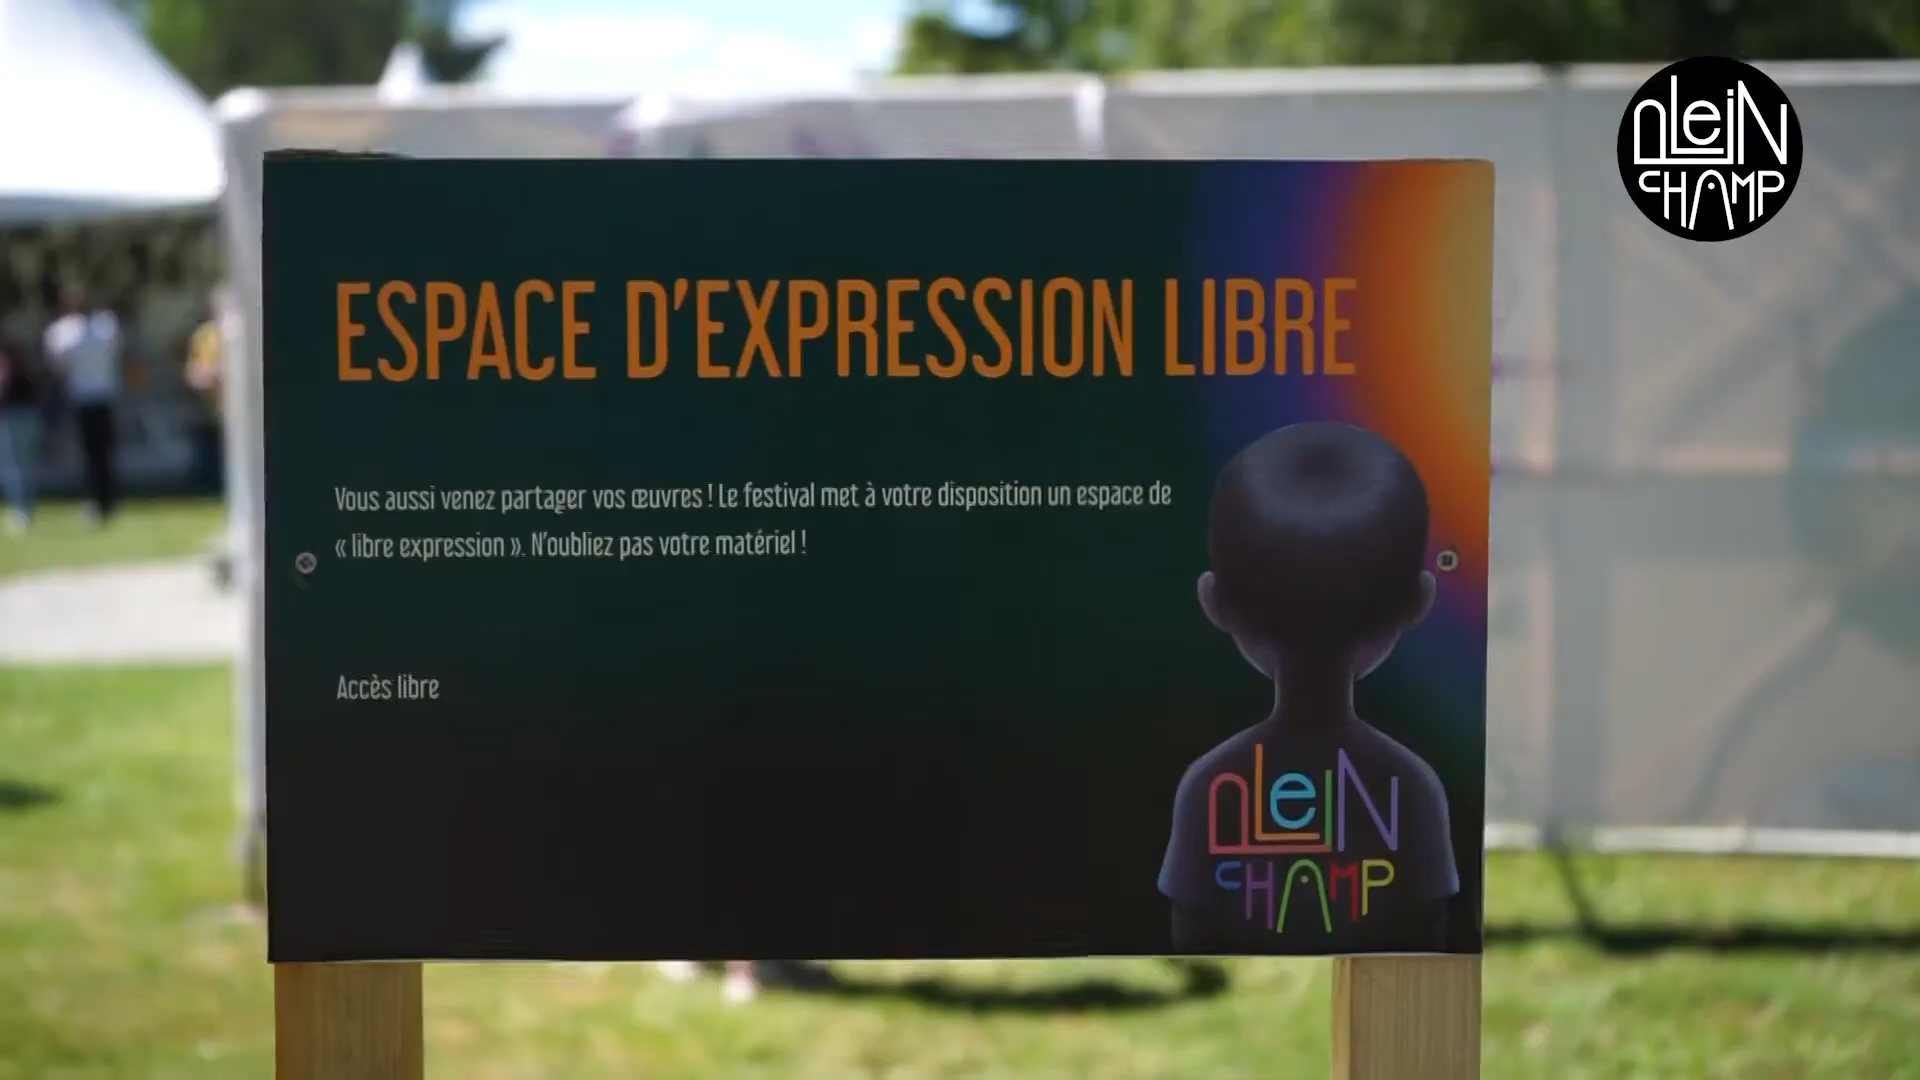 PLEIN
CHAMP
ESPACE D'EXPRESSION LIBRE
Vous aussi venez partager vos œuvres ! Le festival met à votre disposition un espace de
« libre expression ». N'oubliez pas votre matériel !
Accès libre
PLEIN
CHAMP